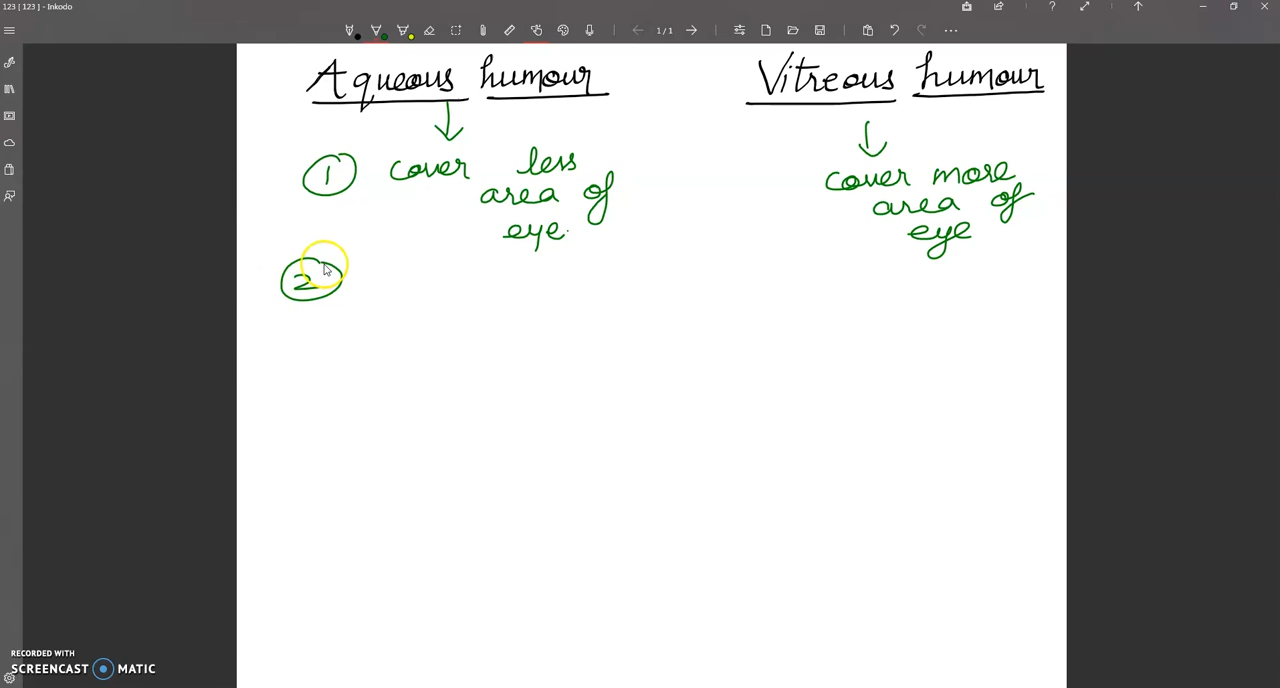 123 [ 123 ] - Inkodo
1/1
Aqueous humour
Vitreous humour
1 cover less
area of
eye.
cover more
area of
eye
2
RECORDED WITH
SCREENCAST MATIC